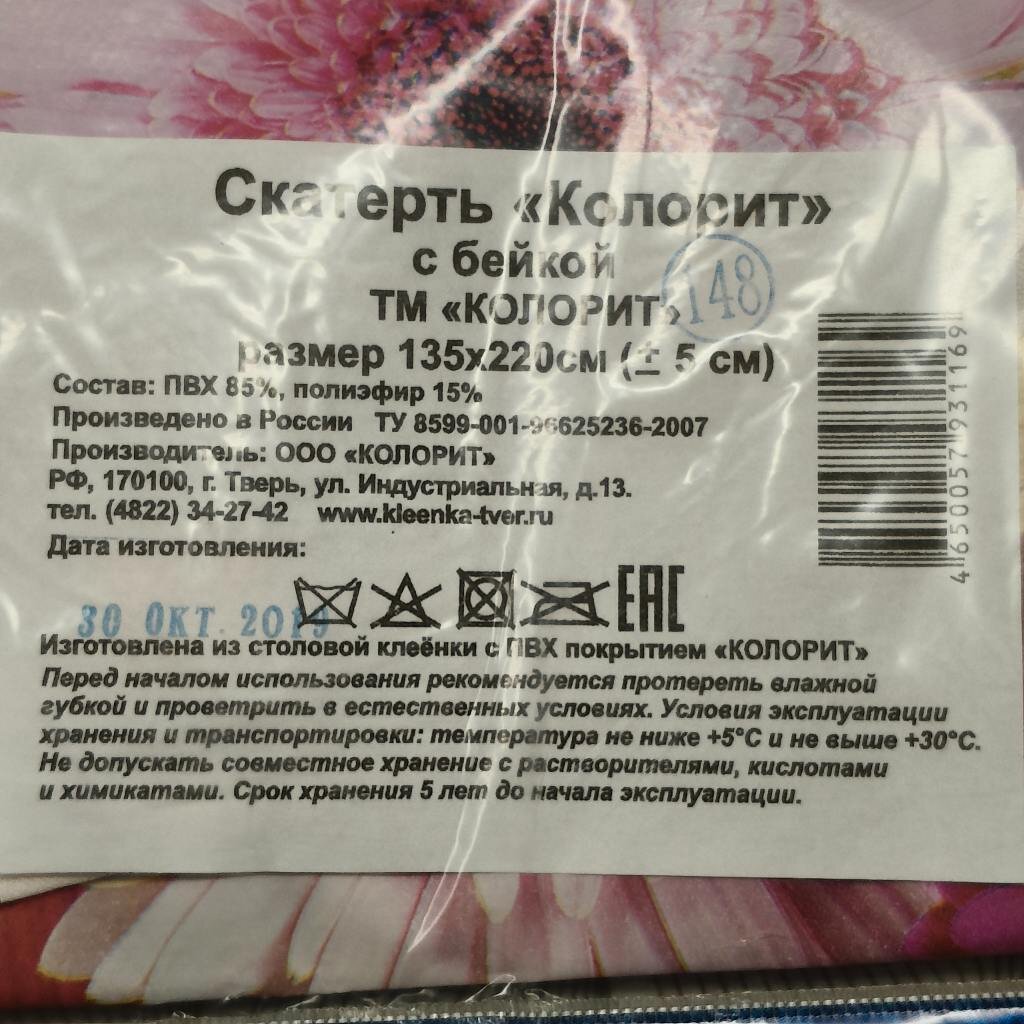 Скатерть «Колорит»
с бейкой
148
ТМ «КОЛОРИТ»
размер 135х220см (± 5 см)
Состав: ПВХ 85%, полиэфир 15%
Произведено в России ТУ 8599-001-96625236-2007
Производитель: ООО «КОЛОРИТ»
РФ, 170100, г. Тверь, ул. Индустриальная, д.13.
тел. (4822) 34-27-42 www.kleenka-tver.ru
Дата изготовления:
30 ОКТ. 2019
ЕАС
4650057931169
Изготовлена из столовой клеёнки с ПВХ покрытием «КОЛОРИТ»
Перед началом использования рекомендуется протереть влажной
губкой и проветрить в естественных условиях. Условия эксплуатации
хранения и транспортировки: температура не ниже +5°С и не выше +30°С.
Не допускать совместное хранение с растворителями, кислотами
и химикатами. Срок хранения 5 лет до начала эксплуатации.